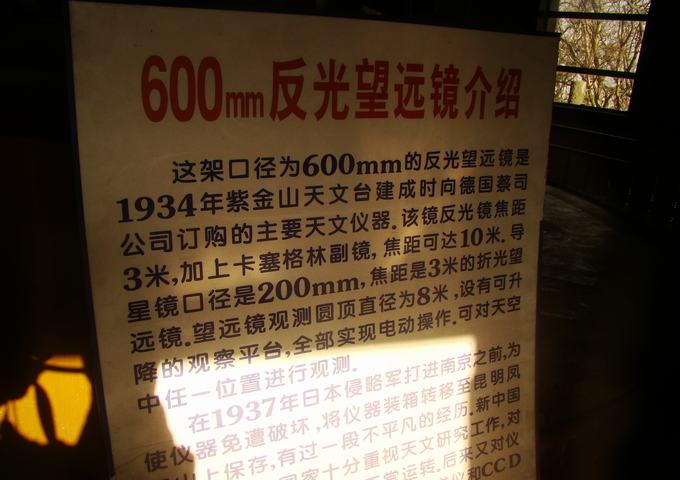 600mm反光望远镜介绍
这架口径为600mm的反光望远镜是
1934年紫金山天文台建成时向德国蔡司
公司订购的主要天文仪器.该镜反光镜焦距
3米,加上卡塞格林副镜,焦距可达10米.导
星镜口径是200mm,焦距是3米的折光望
远镜.望远镜观测圆顶直径为8米,设有可升
降的观察平台,全部实现电动操作.可对天空
中任一位置进行观测.
在1937年日本侵略军打进南京之前,为
使仪器免遭破坏,将仪器装箱转移至昆明凤
山上保存,有过一段不平凡的经历.新中国
国家十分重视天文研究工作,对
正常运转.后来又对仪
仪和CCD